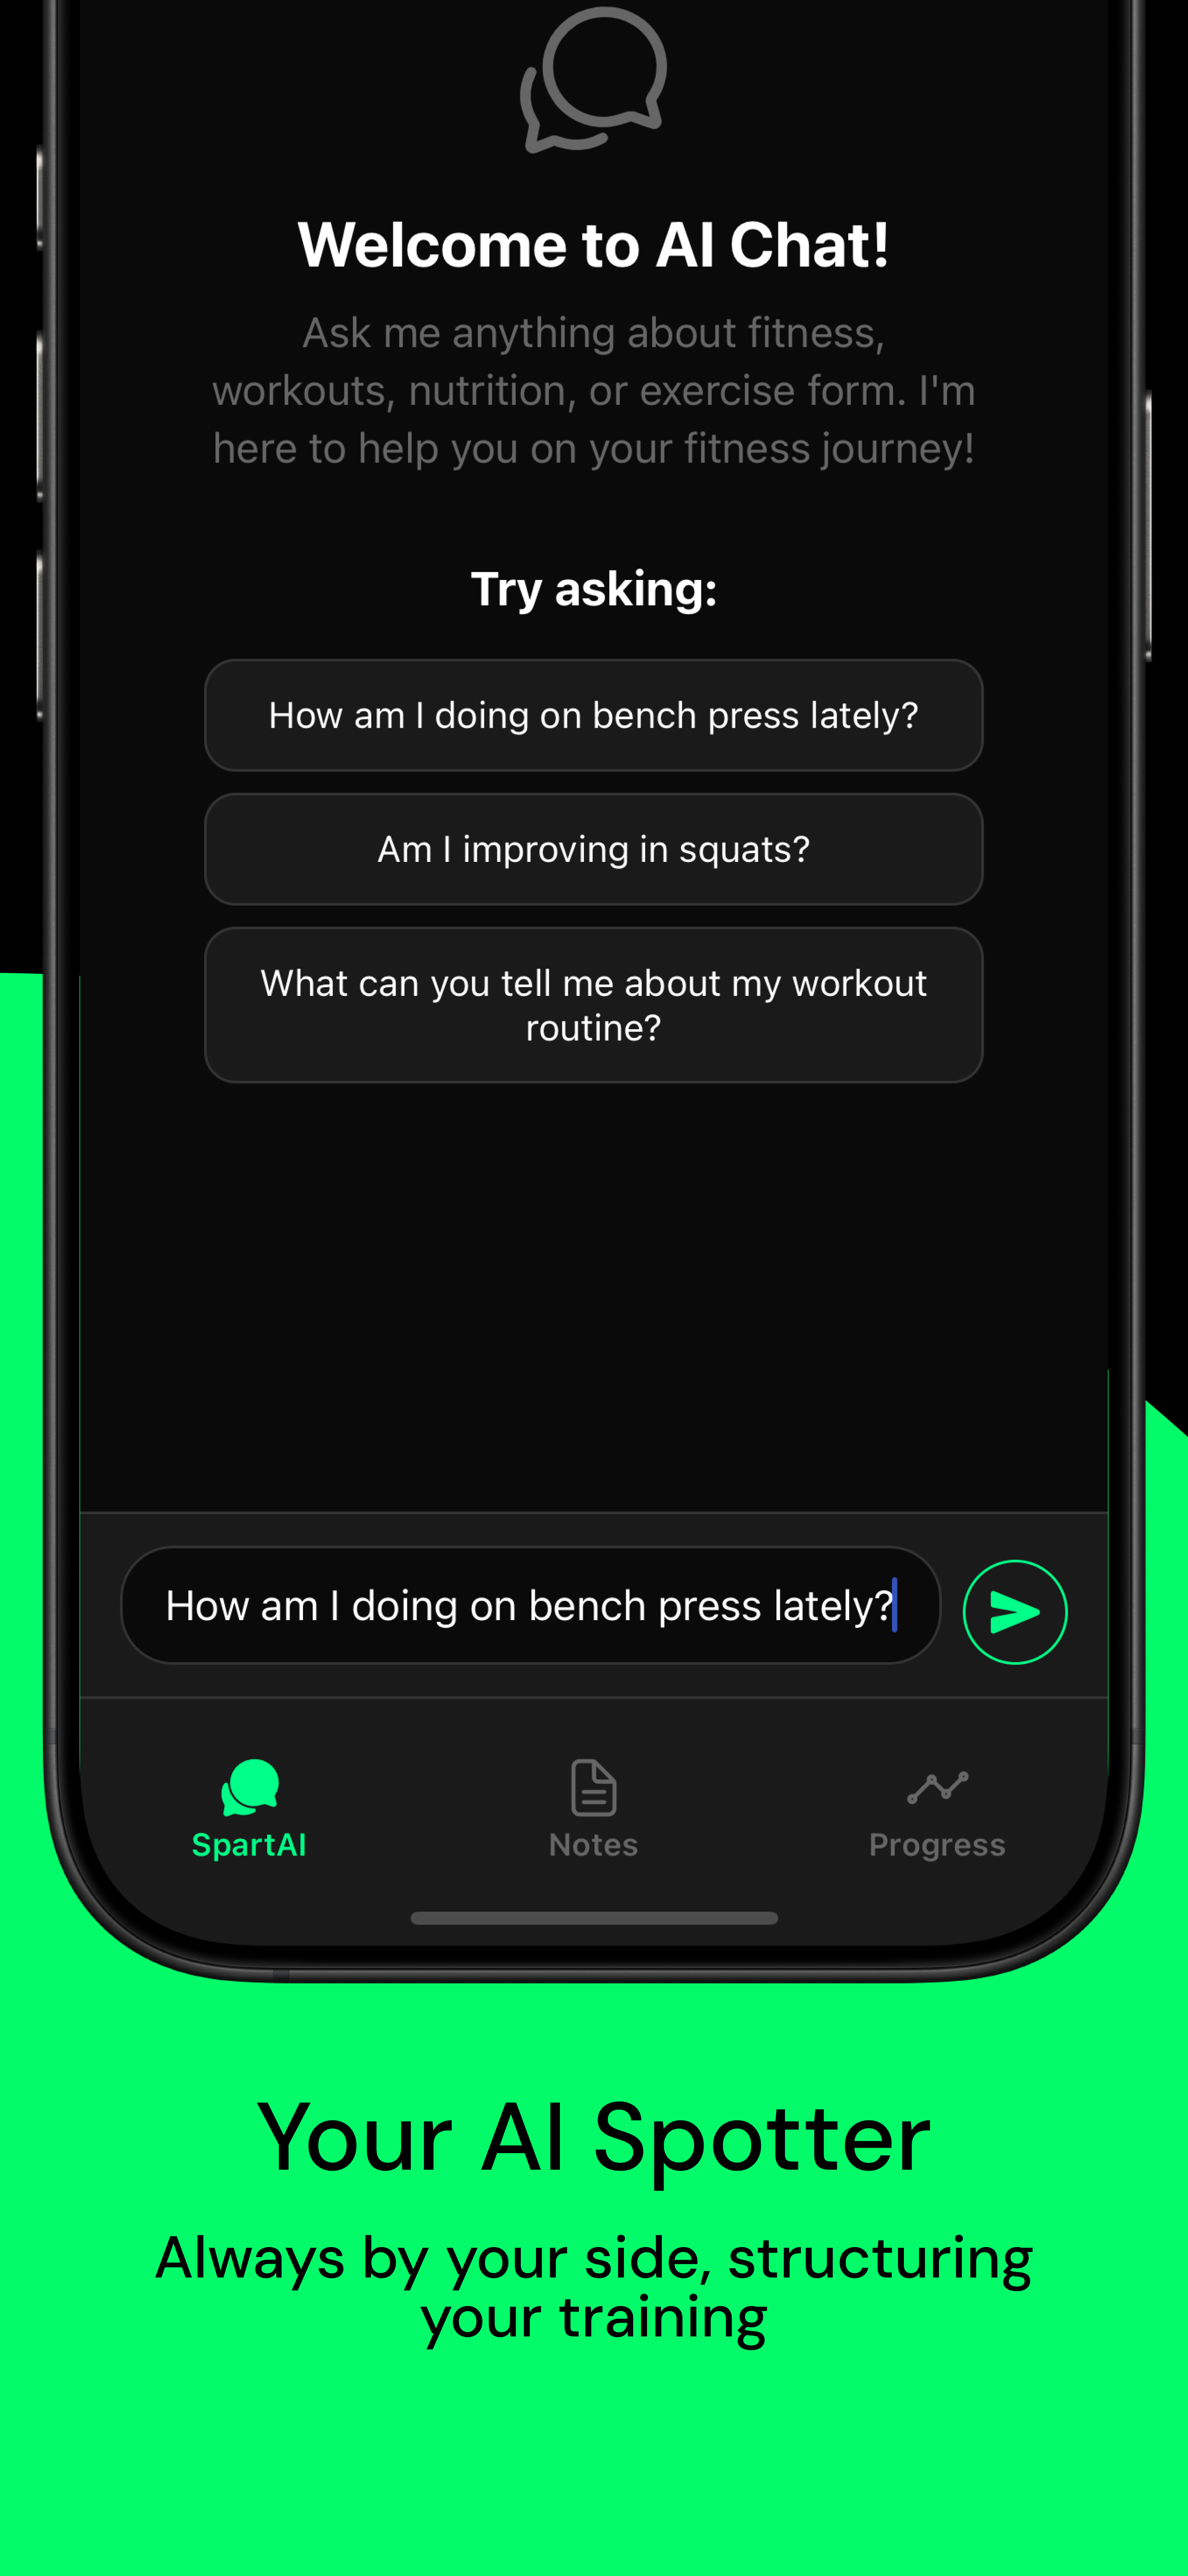 Welcome to AI Chat!
Ask me anything about fitness,
workouts, nutrition, or exercise form. I'm
here to help you on your fitness journey!
Try asking:
How am I doing on bench press lately?
Am I improving in squats?
What can you tell me about my workout
routine?
How am I doing on bench press lately?
SpartAI
Notes
Progress
Your AI Spotter
Always by your side, structuring
your training